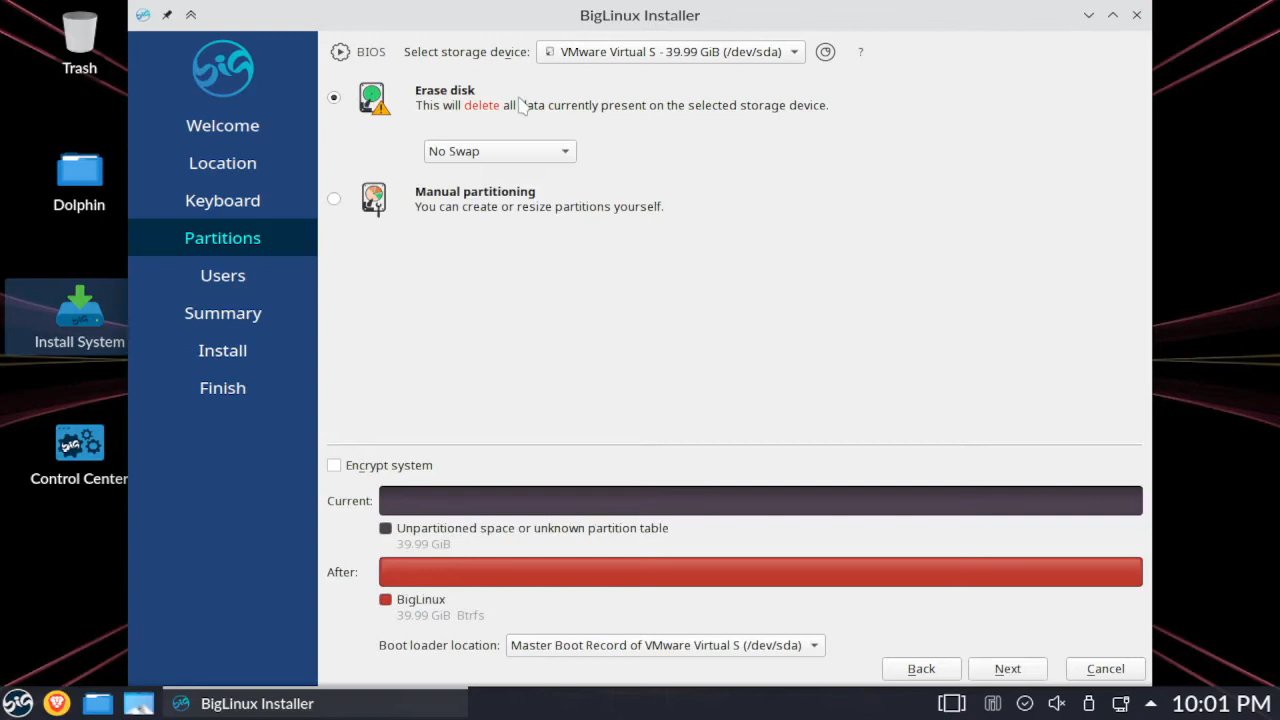 BigLinux Installer
Trash
Dolphin
Install System
Control Center
Big
Welcome
Location
Keyboard
Partitions
Users
Summary
Install
Finish
BIOS
Select storage device:
VMware Virtual S - 39.99 GiB (/dev/sda)
?
Erase disk
This will delete all data currently present on the selected storage device.
No Swap
Manual partitioning
You can create or resize partitions yourself.
Encrypt system
Current:
Unpartitioned space or unknown partition table
39.99 GiB
After:
BigLinux
39.99 GiB Btrfs
Boot loader location:
Master Boot Record of VMware Virtual S (/dev/sda)
Back
Next
Cancel
BigLinux Installer
10:01 PM